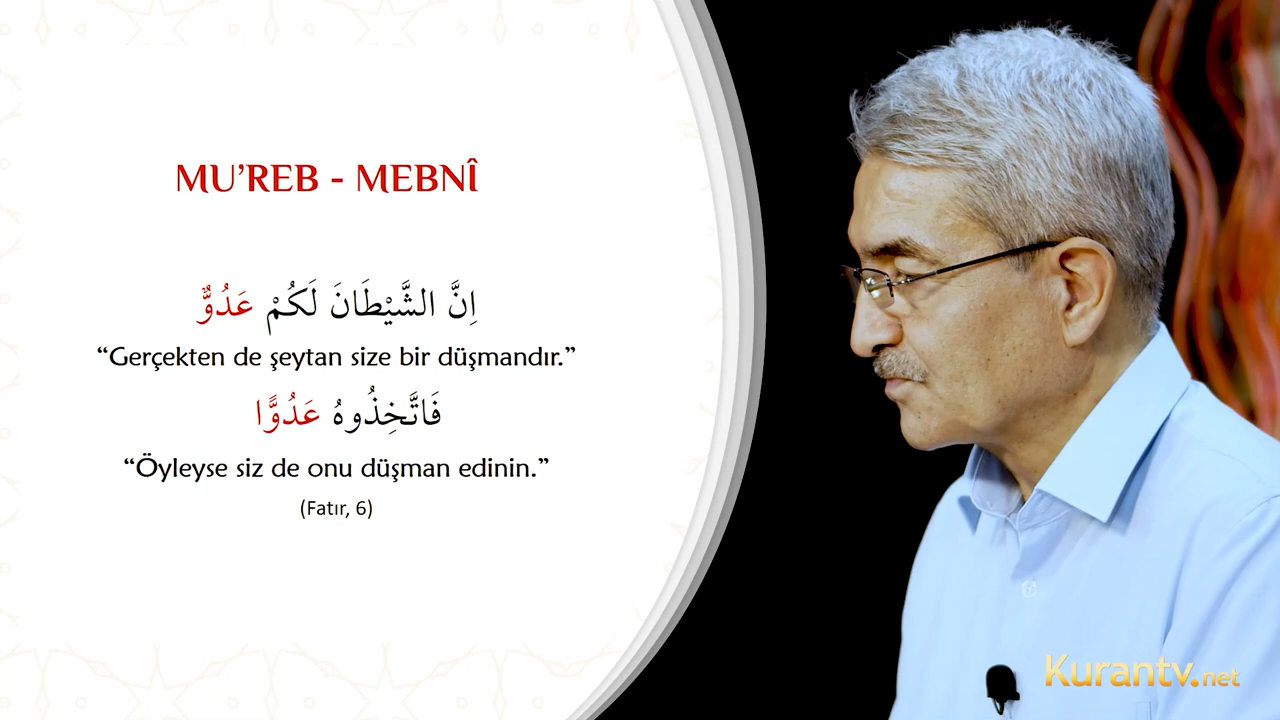 MU’REB - MEBNÎ
اِنَّ الشَّيْطَانَ لَكُمْ عَدُوٌّ
“Gerçekten de şeytan size bir düşmandır.”
فَاتَّخِذُوهُ عَدُوًّا
“Öyleyse siz de onu düşman edinin.”
(Fatır, 6)
Kurantv.net